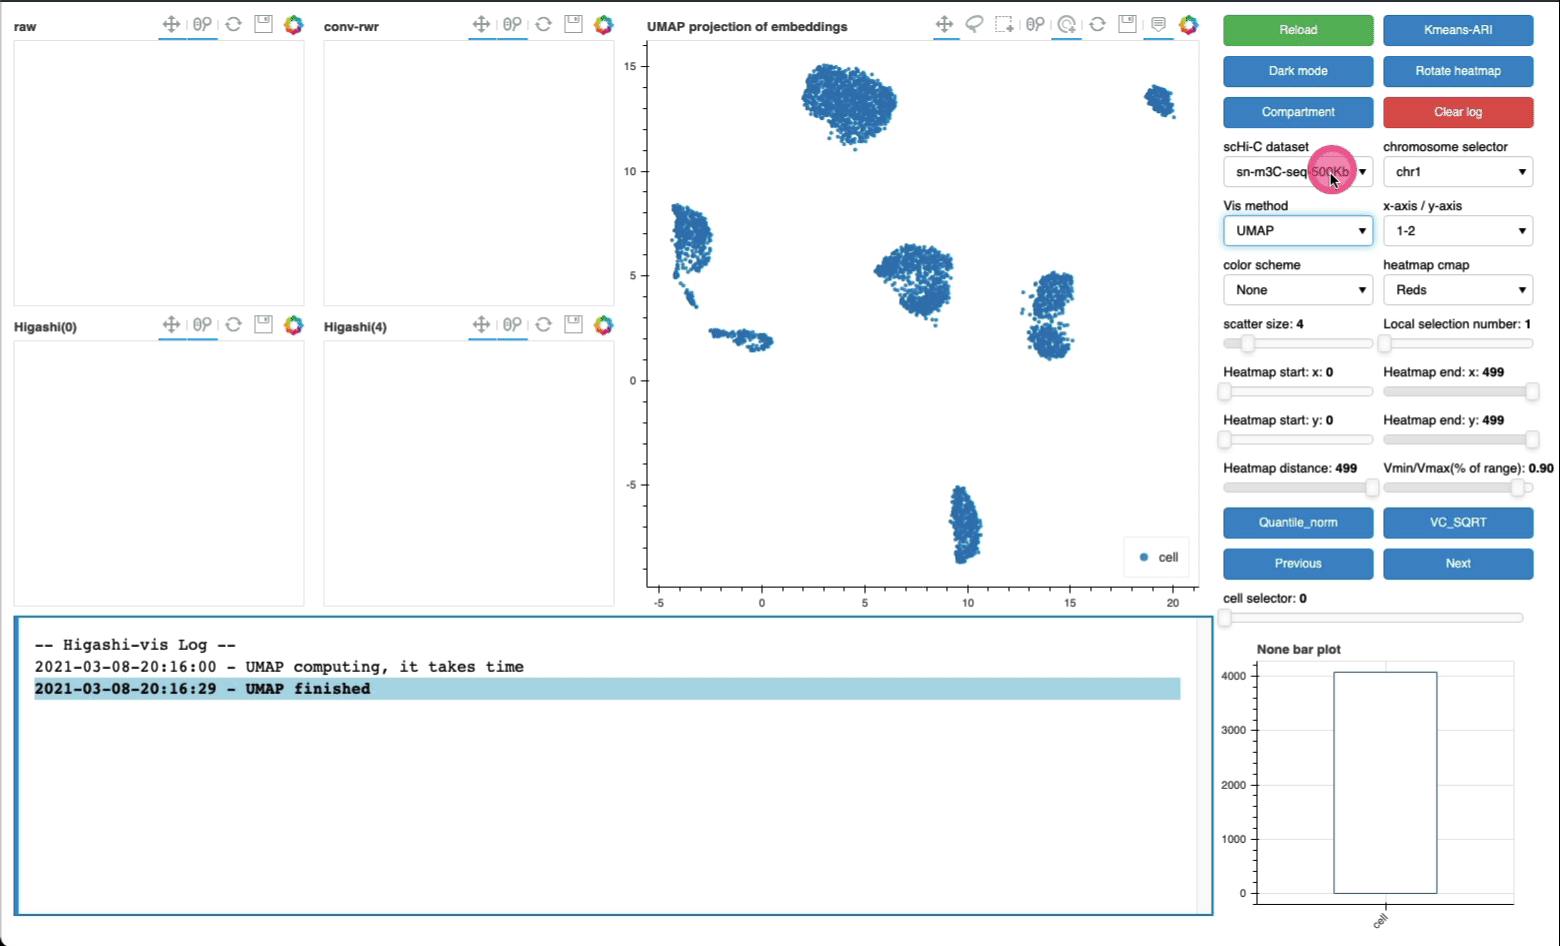 raw
conv-rwr
UMAP projection of embeddings
15
10
5
0
-5
-5
0
5
10
15
20
cell
Higashi(0)
Higashi(4)
-- Higashi-vis Log --
2021-03-08-20:16:00 - UMAP computing, it takes time
2021-03-08-20:16:29 - UMAP finished
Reload
Kmeans-ARI
Dark mode
Rotate heatmap
Compartment
Clear log
scHi-C dataset
chromosome selector
sn-m3C-seq-500Kb
chr1
Vis method
x-axis / y-axis
UMAP
1-2
color scheme
heatmap cmap
None
Reds
scatter size: 4
Local selection number: 1
Heatmap start: x: 0
Heatmap end: x: 499
Heatmap start: y: 0
Heatmap end: y: 499
Heatmap distance: 499
Vmin/Vmax(% of range): 0.90
Quantile_norm
VC_SQRT
Previous
Next
cell selector: 0
None bar plot
4000
3000
2000
1000
0
cell